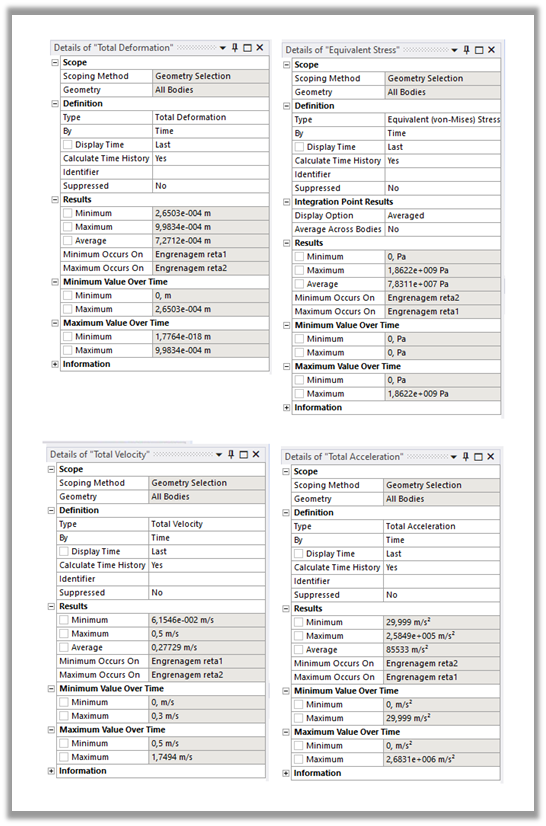 Details of "Total Deformation"
Scope
Scoping Method Geometry Selection
Geometry All Bodies
Definition
Type Total Deformation
By Time
Display Time Last
Calculate Time History Yes
Identifier
Suppressed No
Results
Minimum 2,6503e-004 m
Maximum 9,9834e-004 m
Average 7,2712e-004 m
Minimum Occurs On Engrenagem reta1
Maximum Occurs On Engrenagem reta2
Minimum Value Over Time
Minimum 0, m
Maximum 2,6503e-004 m
Maximum Value Over Time
Minimum 1,7764e-018 m
Maximum 9,9834e-004 m
Information
Details of "Equivalent Stress"
Scope
Scoping Method Geometry Selection
Geometry All Bodies
Definition
Type Equivalent (von-Mises) Stress
By Time
Display Time Last
Calculate Time History Yes
Identifier
Suppressed No
Integration Point Results
Display Option Averaged
Average Across Bodies No
Results
Minimum 0, Pa
Maximum 1,8622e+009 Pa
Average 7,8311e+007 Pa
Minimum Occurs On Engrenagem reta2
Maximum Occurs On Engrenagem reta1
Minimum Value Over Time
Minimum 0, Pa
Maximum 0, Pa
Maximum Value Over Time
Minimum 0, Pa
Maximum 1,8622e+009 Pa
Information
Details of "Total Velocity"
Scope
Scoping Method Geometry Selection
Geometry All Bodies
Definition
Type Total Velocity
By Time
Display Time Last
Calculate Time History Yes
Identifier
Suppressed No
Results
Minimum 6,1546e-002 m/s
Maximum 0,5 m/s
Average 0,27729 m/s
Minimum Occurs On Engrenagem reta1
Maximum Occurs On Engrenagem reta2
Minimum Value Over Time
Minimum 0, m/s
Maximum 0,3 m/s
Maximum Value Over Time
Minimum 0,5 m/s
Maximum 1,7494 m/s
Information
Details of "Total Acceleration"
Scope
Scoping Method Geometry Selection
Geometry All Bodies
Definition
Type Total Acceleration
By Time
Display Time Last
Calculate Time History Yes
Identifier
Suppressed No
Results
Minimum 29,999 m/s²
Maximum 2,5849e+005 m/s²
Average 85533 m/s²
Minimum Occurs On Engrenagem reta2
Maximum Occurs On Engrenagem reta1
Minimum Value Over Time
Minimum 0, m/s²
Maximum 29,999 m/s²
Maximum Value Over Time
Minimum 0, m/s²
Maximum 2,6831e+006 m/s²
Information